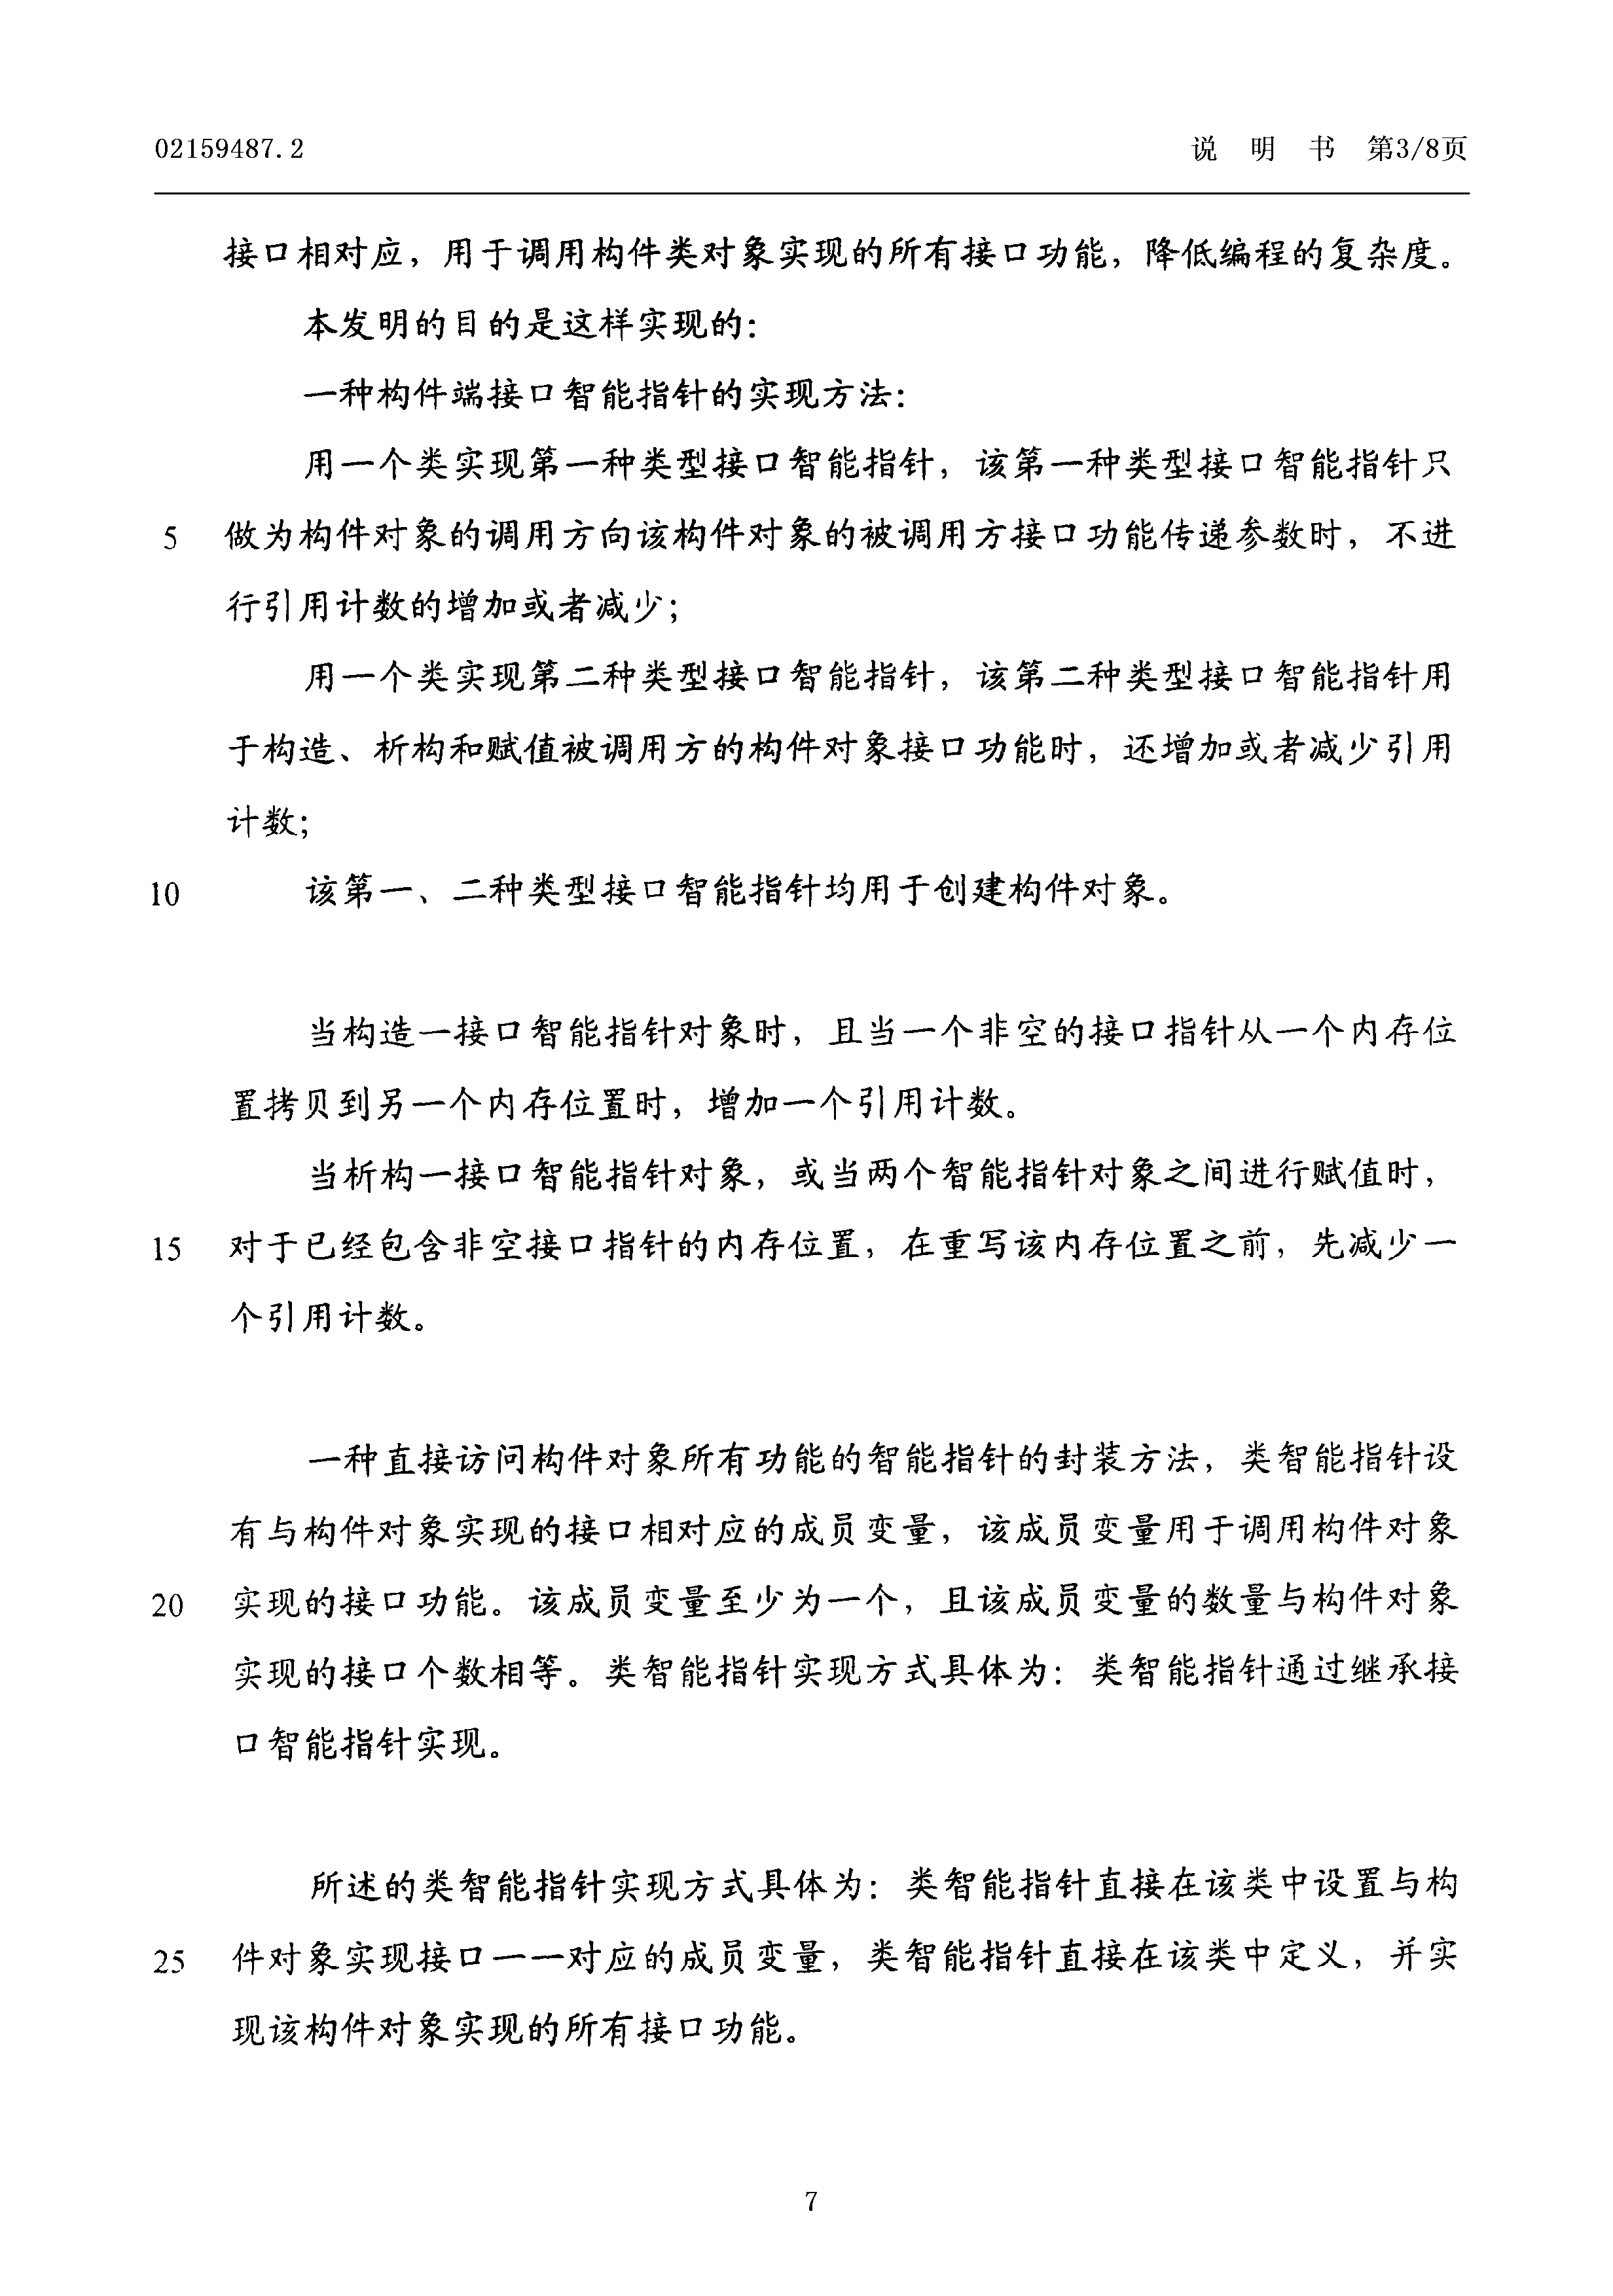 02159487.2 说 明 书 第3/8页
接口相对应，用于调用构件类对象实现的所有接口功能，降低编程的复杂度。
本发明的目的是这样实现的：
一种构件端接口智能指针的实现方法：
用一个类实现第一种类型接口智能指针，该第一种类型接口智能指针只
5 做为构件对象的调用方向该构件对象的被调用方接口功能传递参数时，不进
行引用计数的增加或者减少；
用一个类实现第二种类型接口智能指针，该第二种类型接口智能指针用
于构造、析构和赋值被调用方的构件对象接口功能时，还增加或者减少引用
计数；
10 该第一、二种类型接口智能指针均用于创建构件对象。
当构造一接口智能指针对象时，且当一个非空的接口指针从一个内存位
置拷贝到另一个内存位置时，增加一个引用计数。
当析构一接口智能指针对象，或当两个智能指针对象之间进行赋值时，
15 对于已经包含非空接口指针的内存位置，在重写该内存位置之前，先减少一
个引用计数。
一种直接访问构件对象所有功能的智能指针的封装方法，类智能指针设
有与构件对象实现的接口相对应的成员变量，该成员变量用于调用构件对象
20 实现的接口功能。该成员变量至少为一个，且该成员变量的数量与构件对象
实现的接口个数相等。类智能指针实现方式具体为：类智能指针通过继承接
口智能指针实现。
所述的类智能指针实现方式具体为：类智能指针直接在该类中设置与构
25 件对象实现接口一一对应的成员变量，类智能指针直接在该类中定义，并实
现该构件对象实现的所有接口功能。
7